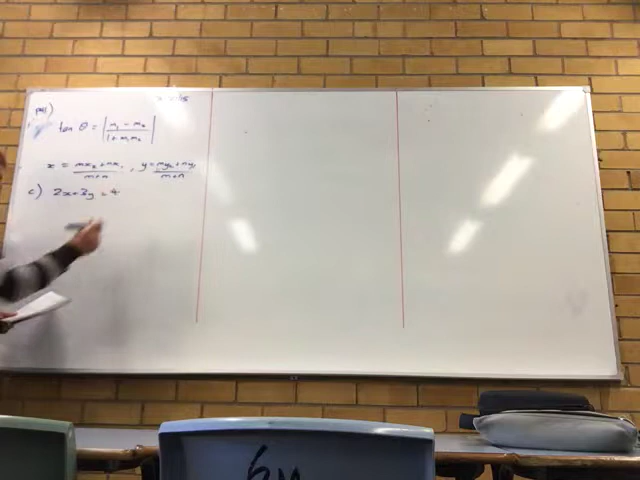 tan θ = | m₁ - m₂ / 1 + m₁m₂ |
x = mx₂ + nx₁ / m+n , y = my₂ + ny₁ / m+n
c) 2x+3y = 4